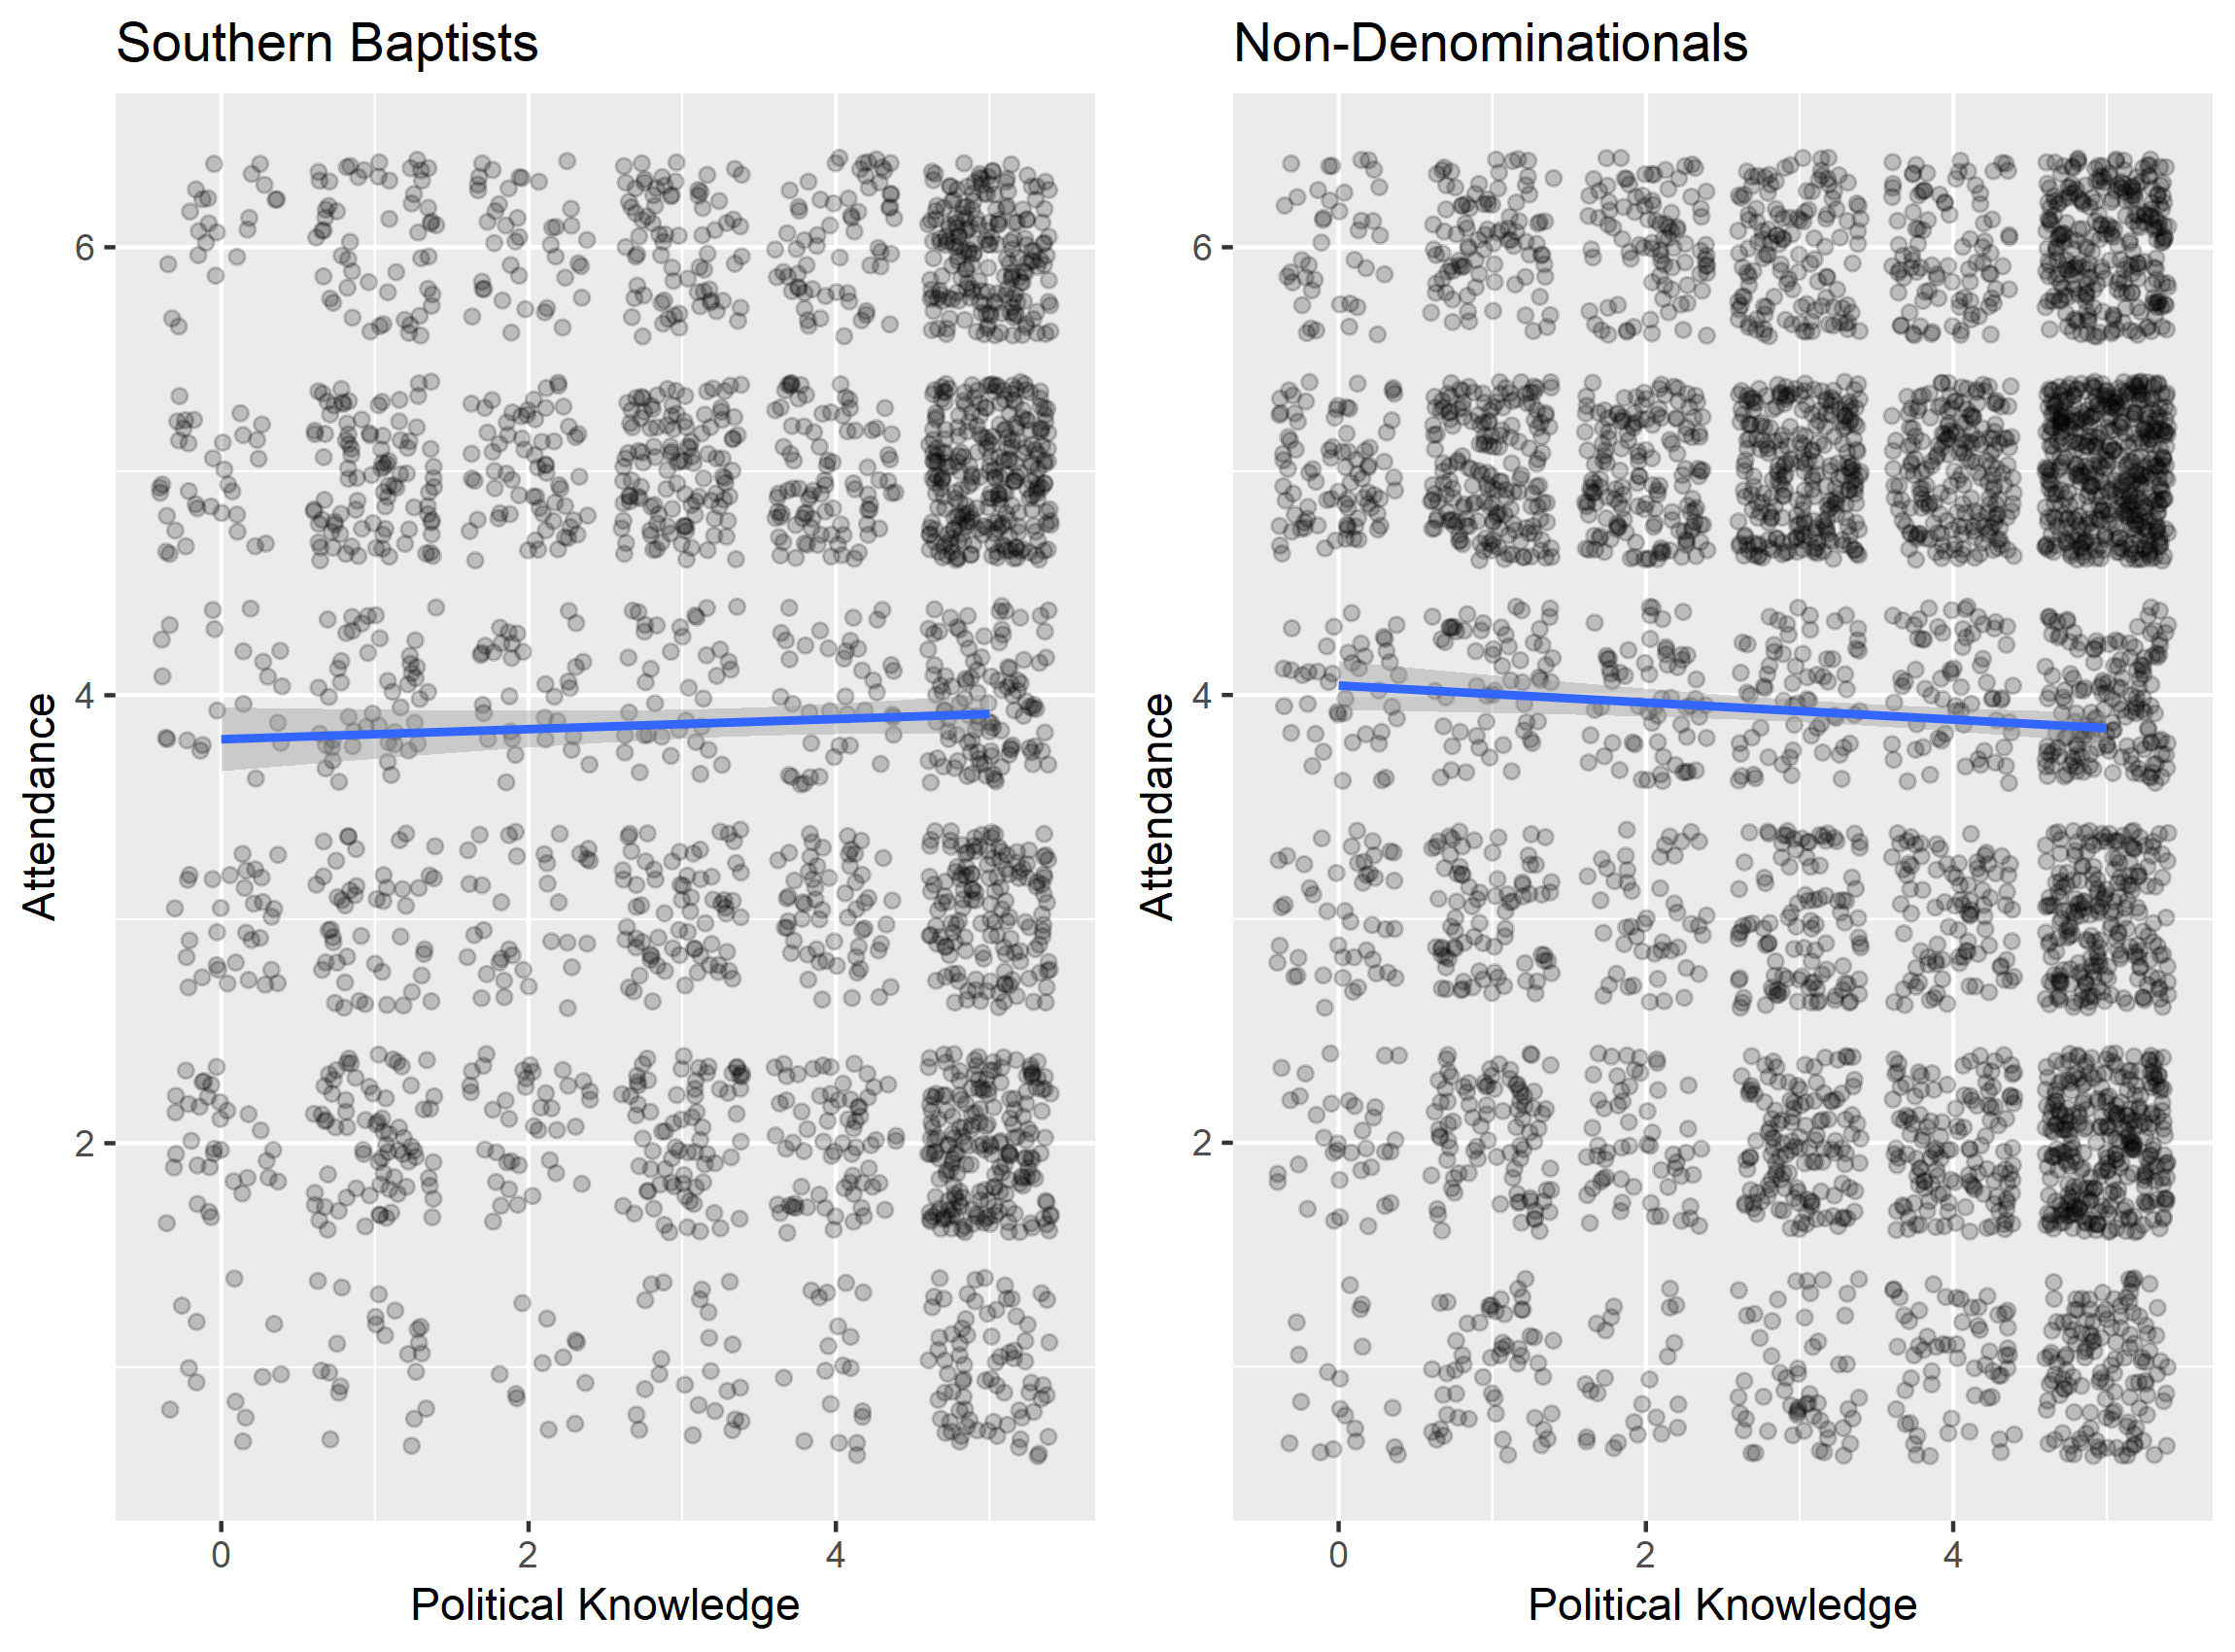 Southern Baptists
6
4
2
Attendance
0 2 4
Political Knowledge
Non-Denominationals
6
4
2
Attendance
0 2 4
Political Knowledge